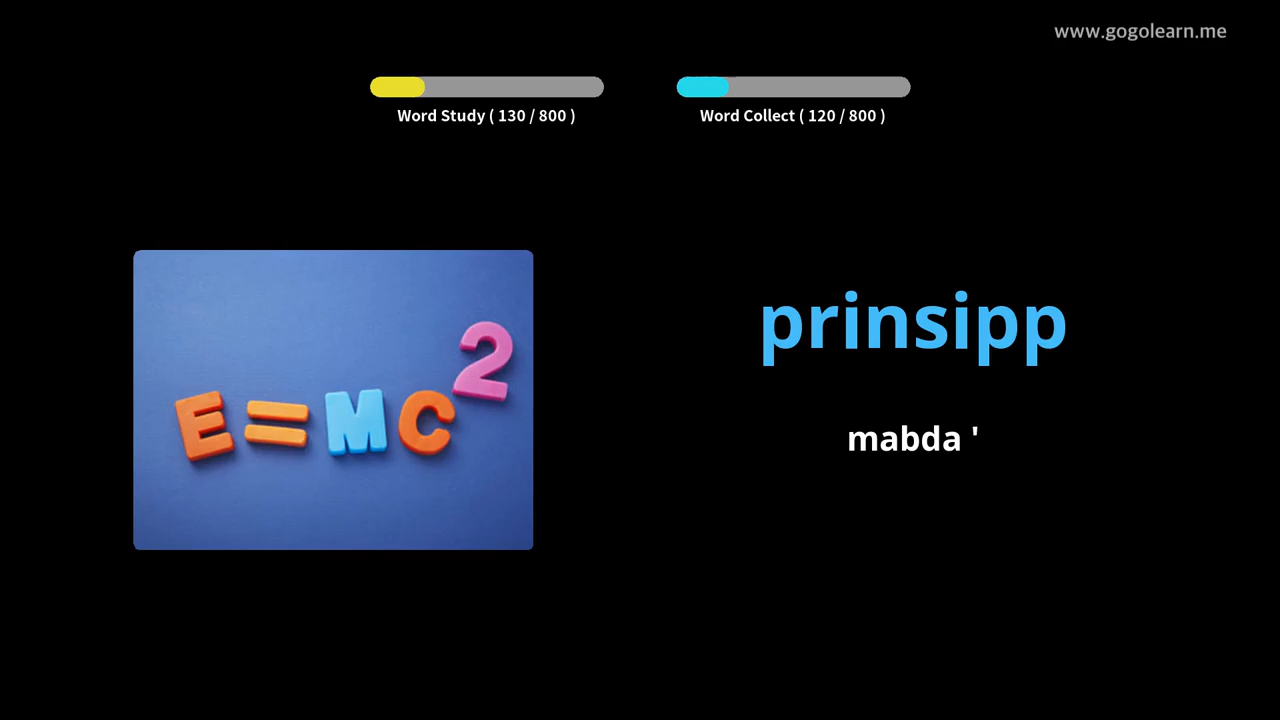 www.gogolearn.me
Word Study ( 130 / 800 )
Word Collect ( 120 / 800 )
E=MC2
prinsipp
mabda '